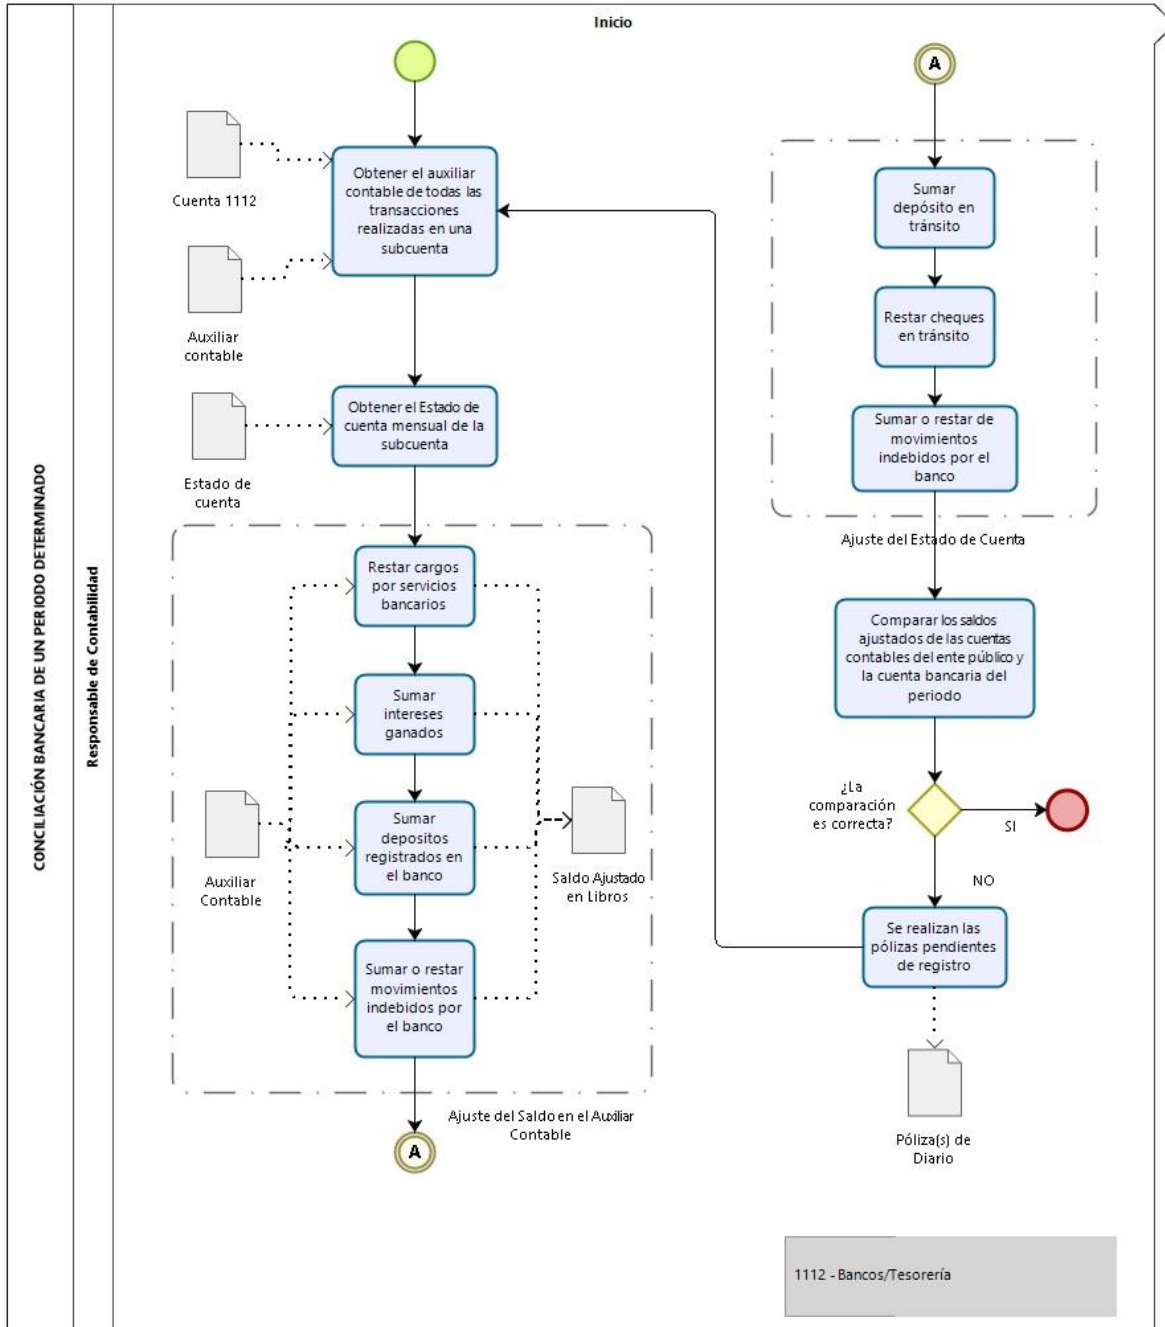 Inicio
CONCILIACIÓN BANCARIA DE UN PERIODO DETERMINADO
Responsable de Contabilidad
Cuenta 1112
Obtener el auxiliar
contable de todas las
transacciones
realizadas en una
subcuenta
Auxiliar
contable
Obtener el Estado de
cuenta mensual de la
subcuenta
Estado de
cuenta
Restar cargos
por servicios
bancarios
Sumar
intereses
ganados
Sumar
depositos
registrados en
el banco
Sumar o restar
movimientos
indebidos por
el banco
Auxiliar
Contable
Saldo Ajustado
en Libros
Ajuste del Saldo en el Auxiliar
Contable
A
A
Sumar
depósito en
tránsito
Restar cheques
en tránsito
Sumar o restar de
movimientos
indebidos por el
banco
Ajuste del Estado de Cuenta
Comparar los saldos
ajustados de las cuentas
contables del ente público y
la cuenta bancaria del
periodo
¿La
comparación
es correcta?
SI
NO
Se realizan las
pólizas pendientes
de registro
Póliza(s) de
Diario
1112 - Bancos/Tesorería